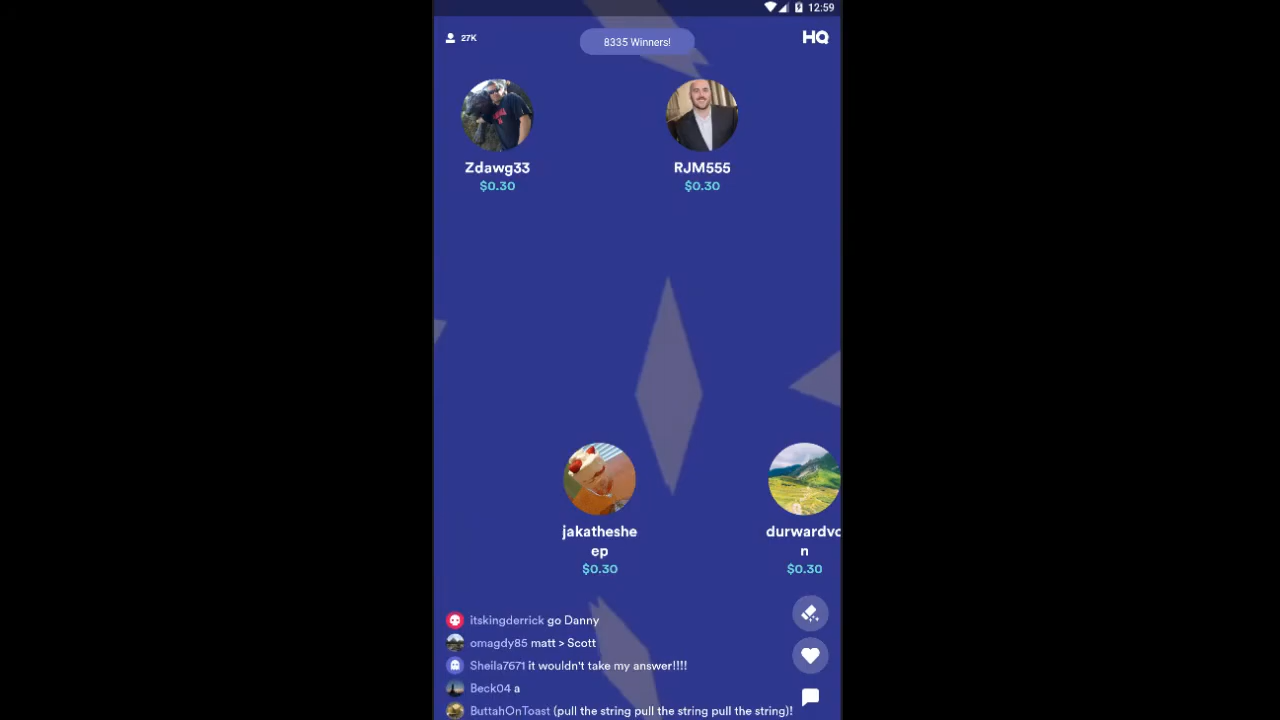 12:59
27K
8335 Winners!
HQ
Zdawg33
$0.30
RJM555
$0.30
jakatheshe
ep
$0.30
durwardvo
n
$0.30
itskingderrick go Danny
omagdy85 matt > Scott
Sheila7671 it wouldn't take my answer!!!!
Beck04 a
ButtahOnToast (pull the string pull the string pull the string)!